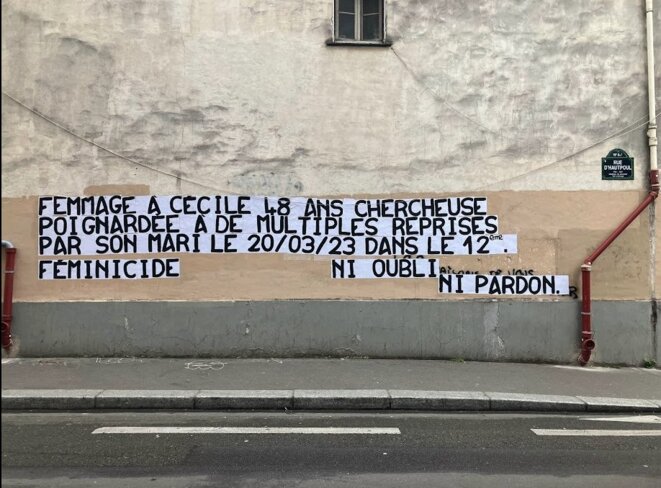 RUE
D'HAUTPOUL
FEMMAGE À CÉCILE 48 ANS CHERCHEUSE
POIGNARDÉE À DE MULTIPLES REPRISES
PAR SON MARI LE 20/03/23 DANS LE 12ème.
FÉMINICIDE NI OUBLI
NI PARDON.